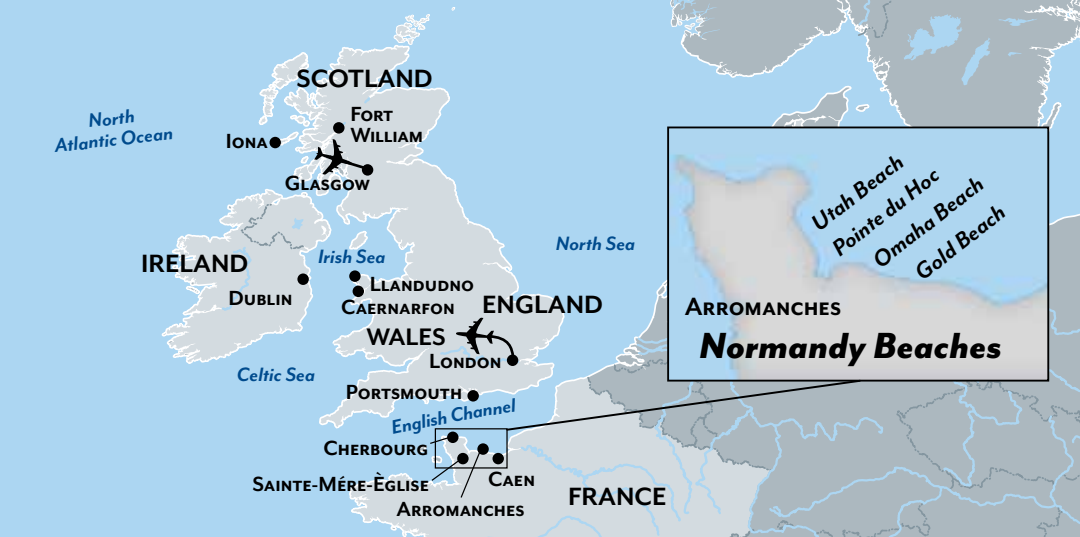 SCOTLAND
North
Atlantic Ocean
FORT
WILLIAM
IONA
GLASGOW
Utah Beach
Pointe du Hoc
Omaha Beach
Gold Beach
North Sea
Irish Sea
IRELAND
DUBLIN
LLANDUDNO
CAERNARFON
ENGLAND
WALES
LONDON
ARROMANCHES
Normandy Beaches
Celtic Sea
PORTSMOUTH
English Channel
CHERBOURG
SAINTE-MÉRE-ÈGLISE
CAEN
ARROMANCHES
FRANCE